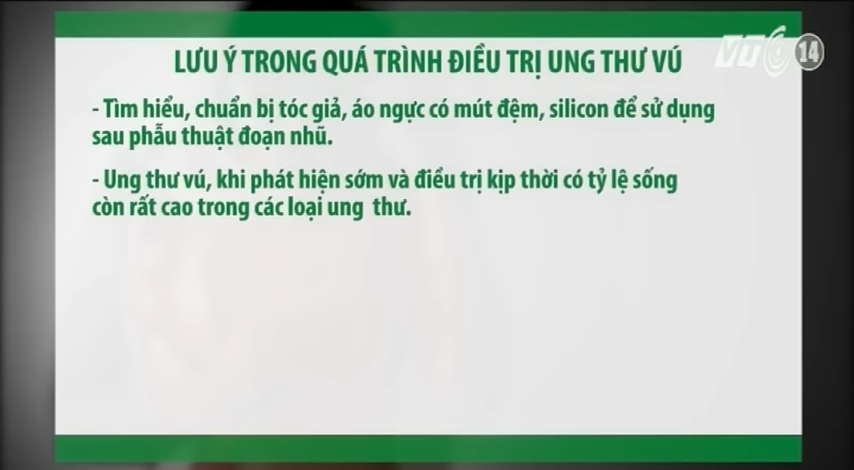 VTC 14
LƯU Ý TRONG QUÁ TRÌNH ĐIỀU TRỊ UNG THƯ VÚ
- Tìm hiểu, chuẩn bị tóc giả, áo ngực có mút đệm, silicon để sử dụng
sau phẫu thuật đoạn nhũ.
- Ung thư vú, khi phát hiện sớm và điều trị kịp thời có tỷ lệ sống
còn rất cao trong các loại ung thư.